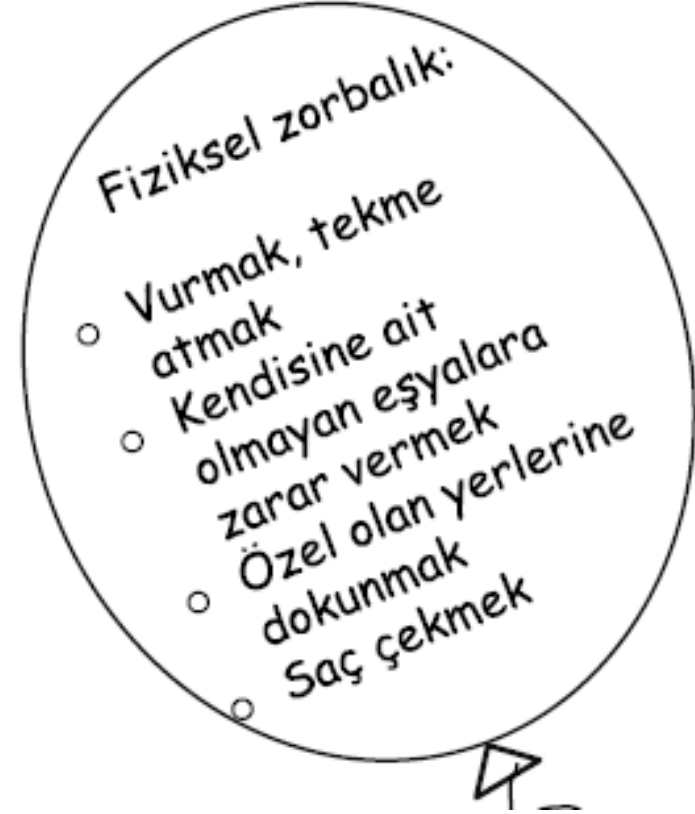 Fiziksel zorbalık:
Vurmak, tekme
atmak
Kendisine ait
olmayan eşyalara
zarar vermek
Özel olan yerlerine
dokunmak
Saç çekmek